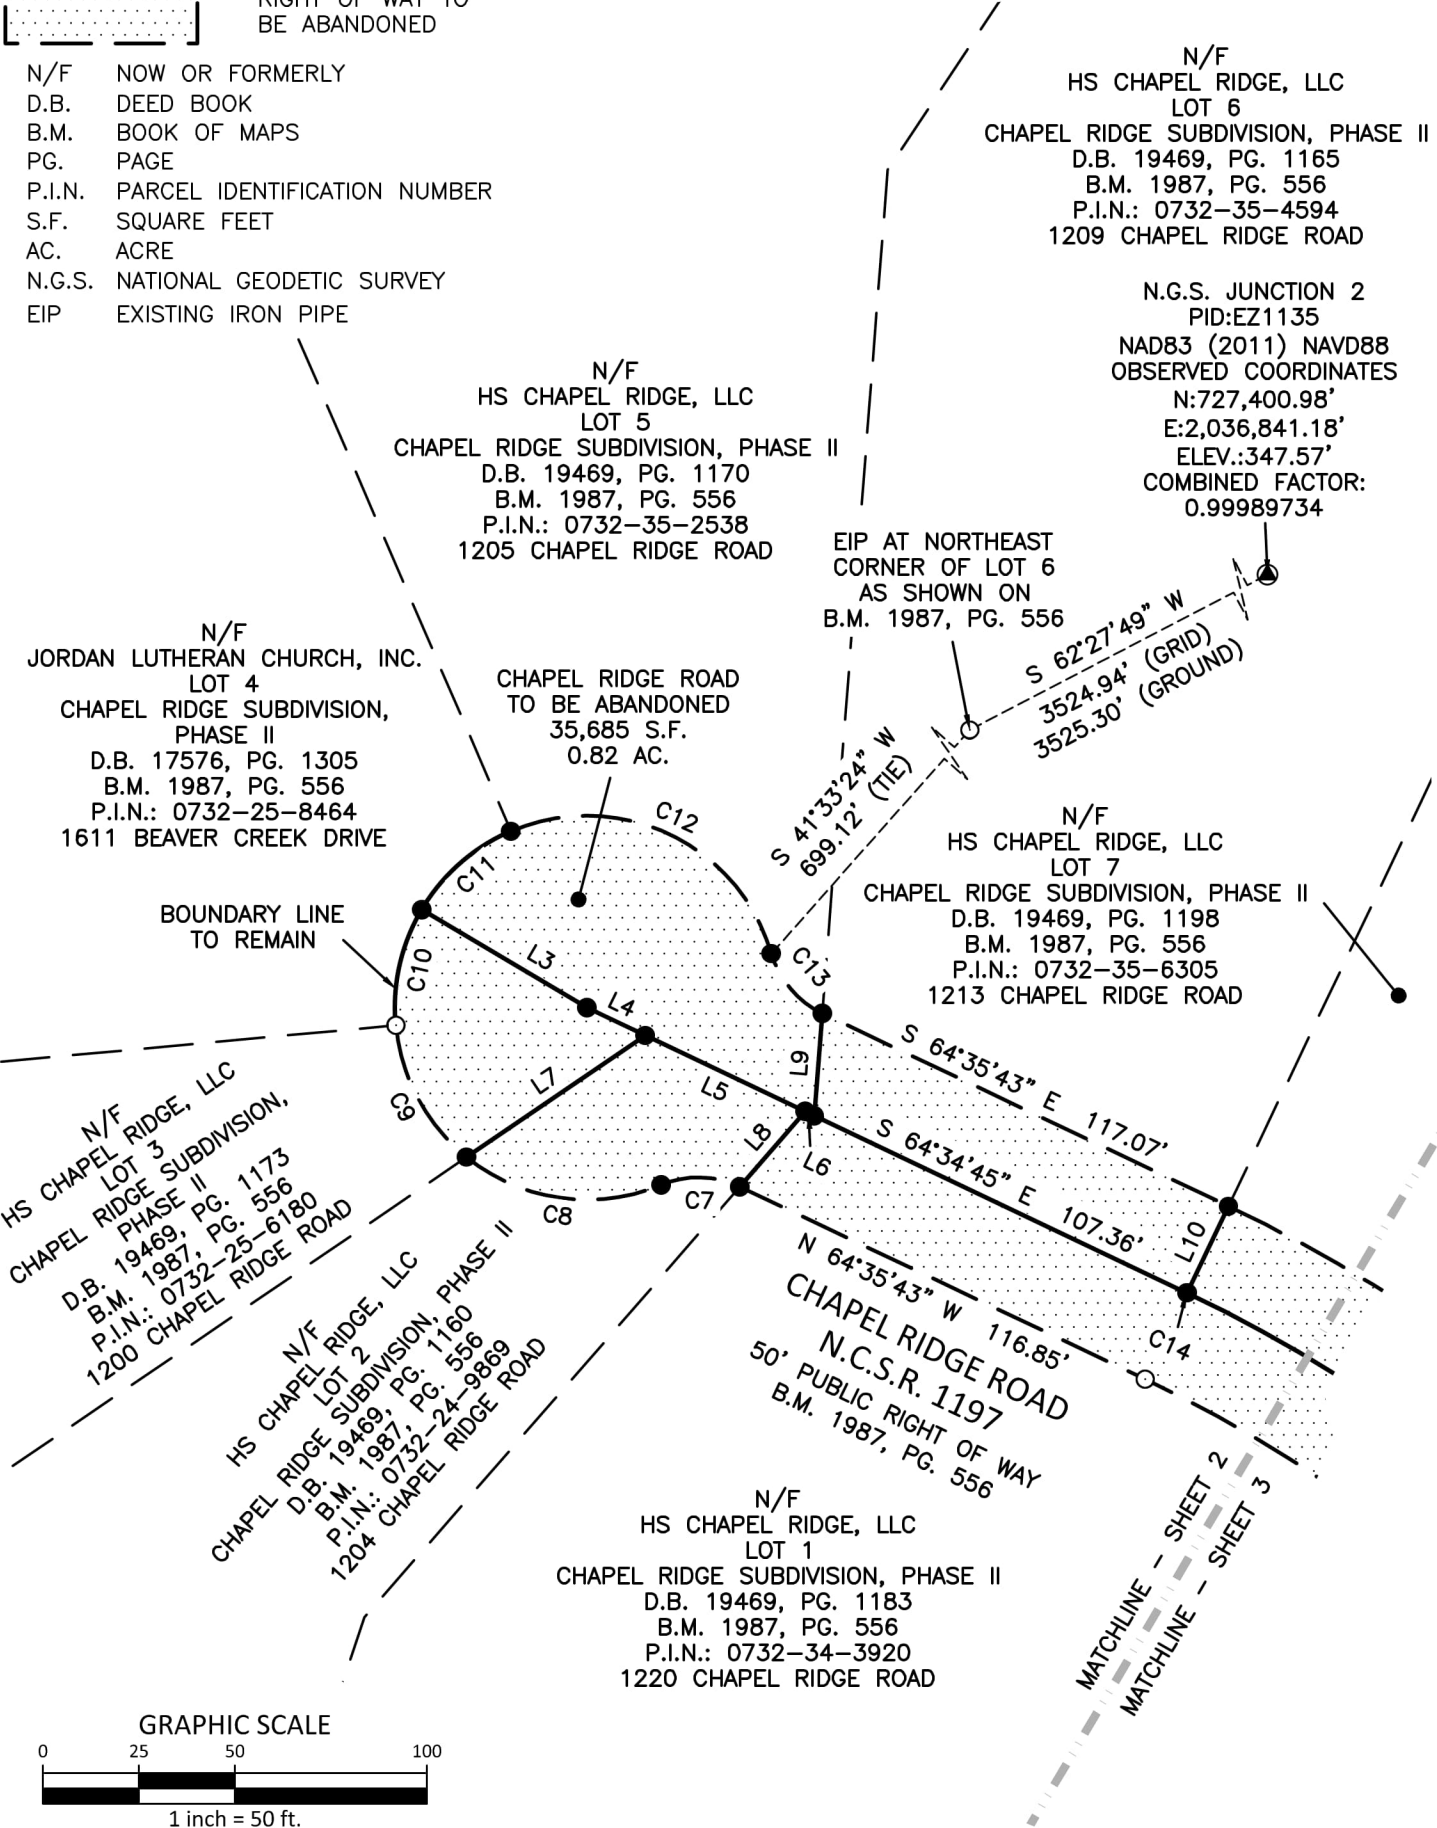 RIGHT OF WAY TO
BE ABANDONED
N/F NOW OR FORMERLY
D.B. DEED BOOK
B.M. BOOK OF MAPS
PG. PAGE
P.I.N. PARCEL IDENTIFICATION NUMBER
S.F. SQUARE FEET
AC. ACRE
N.G.S. NATIONAL GEODETIC SURVEY
EIP EXISTING IRON PIPE
N/F
HS CHAPEL RIDGE, LLC
LOT 6
CHAPEL RIDGE SUBDIVISION, PHASE II
D.B. 19469, PG. 1165
B.M. 1987, PG. 556
P.I.N.: 0732-35-4594
1209 CHAPEL RIDGE ROAD
N.G.S. JUNCTION 2
PID:EZ1135
NAD83 (2011) NAVD88
OBSERVED COORDINATES
N:727,400.98'
E:2,036,841.18'
ELEV.:347.57'
COMBINED FACTOR:
0.99989734
N/F
HS CHAPEL RIDGE, LLC
LOT 5
CHAPEL RIDGE SUBDIVISION, PHASE II
D.B. 19469, PG. 1170
B.M. 1987, PG. 556
P.I.N.: 0732-35-2538
1205 CHAPEL RIDGE ROAD
EIP AT NORTHEAST
CORNER OF LOT 6
AS SHOWN ON
B.M. 1987, PG. 556
S 62°27'49" W
3524.94' (GRID)
3525.30' (GROUND)
S 41°33'24" W
699.12' (TIE)
N/F
JORDAN LUTHERAN CHURCH, INC.
LOT 4
CHAPEL RIDGE SUBDIVISION,
PHASE II
D.B. 17576, PG. 1305
B.M. 1987, PG. 556
P.I.N.: 0732-25-8464
1611 BEAVER CREEK DRIVE
CHAPEL RIDGE ROAD
TO BE ABANDONED
35,685 S.F.
0.82 AC.
N/F
HS CHAPEL RIDGE, LLC
LOT 7
CHAPEL RIDGE SUBDIVISION, PHASE II
D.B. 19469, PG. 1198
B.M. 1987, PG. 556
P.I.N.: 0732-35-6305
1213 CHAPEL RIDGE ROAD
BOUNDARY LINE
TO REMAIN
C12
C11
C10
C13
L3
L4
L9
L5
L7
C9
L8
L6
C7
C8
L10
C14
S 64°35'43" E 117.07'
S 64°34'45" E 107.36'
N 64°35'43" W 116.85'
CHAPEL RIDGE ROAD
N.C.S.R. 1197
50' PUBLIC RIGHT OF WAY
B.M. 1987, PG. 556
N/F
HS CHAPEL RIDGE, LLC
LOT 3
CHAPEL RIDGE SUBDIVISION,
PHASE II
D.B. 19469, PG. 1173
B.M. 1987, PG. 556
P.I.N.: 0732-25-6180
1200 CHAPEL RIDGE ROAD
N/F
HS CHAPEL RIDGE, LLC
LOT 2
CHAPEL RIDGE SUBDIVISION, PHASE II
D.B. 19469, PG. 1160
B.M. 1987, PG. 556
P.I.N.: 0732-24-9869
1204 CHAPEL RIDGE ROAD
N/F
HS CHAPEL RIDGE, LLC
LOT 1
CHAPEL RIDGE SUBDIVISION, PHASE II
D.B. 19469, PG. 1183
B.M. 1987, PG. 556
P.I.N.: 0732-34-3920
1220 CHAPEL RIDGE ROAD
MATCHLINE - SHEET 2
MATCHLINE - SHEET 3
GRAPHIC SCALE
0 25 50 100
1 inch = 50 ft.